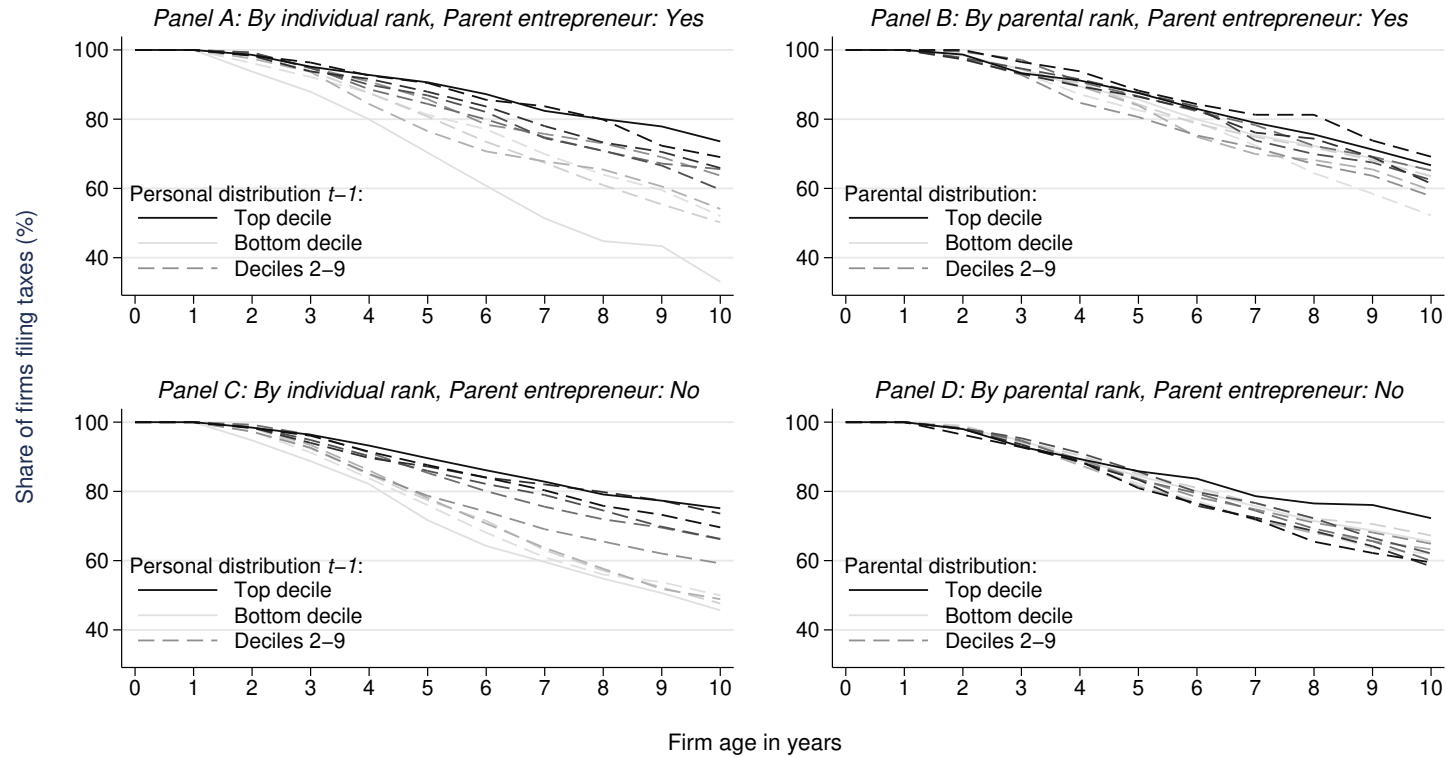 Panel A: By individual rank, Parent entrepreneur: Yes
100
80
60
40
Personal distribution t−1:
Top decile
Bottom decile
Deciles 2−9
0 1 2 3 4 5 6 7 8 9 10
Panel B: By parental rank, Parent entrepreneur: Yes
100
80
60
40
Parental distribution:
Top decile
Bottom decile
Deciles 2−9
0 1 2 3 4 5 6 7 8 9 10
Share of firms filing taxes (%)
Panel C: By individual rank, Parent entrepreneur: No
100
80
60
40
Personal distribution t−1:
Top decile
Bottom decile
Deciles 2−9
0 1 2 3 4 5 6 7 8 9 10
Panel D: By parental rank, Parent entrepreneur: No
100
80
60
40
Parental distribution:
Top decile
Bottom decile
Deciles 2−9
0 1 2 3 4 5 6 7 8 9 10
Firm age in years